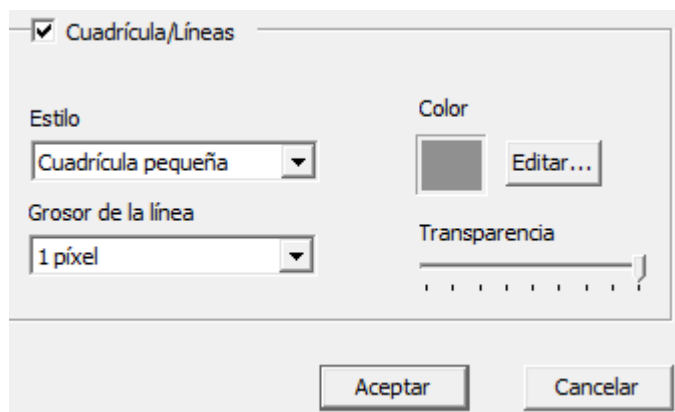 Cuadrícula/Líneas
Estilo
Cuadrícula pequeña
Grosor de la línea
1 píxel
Color
Editar...
Transparencia
Aceptar
Cancelar